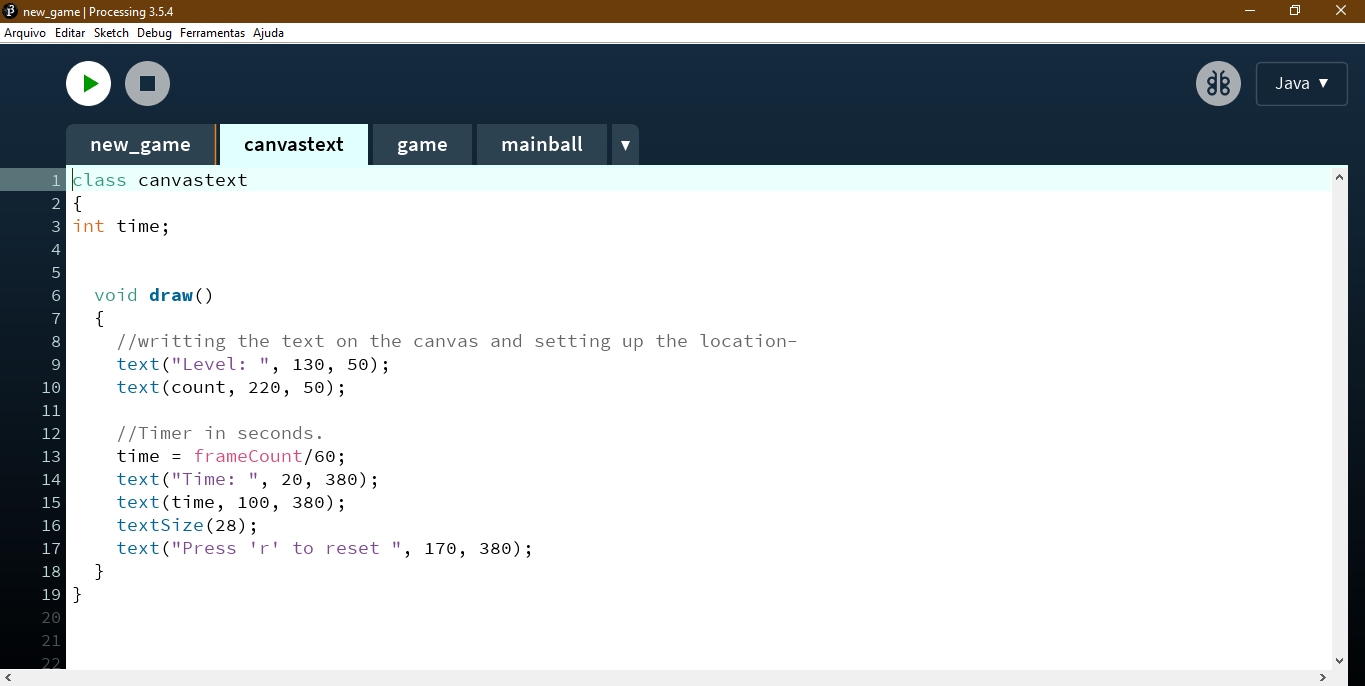 new_game | Processing 3.5.4
Arquivo Editar Sketch Debug Ferramentas Ajuda
Java ▼
new_game canvastext game mainball ▼
1 class canvastext
2 {
3 int time;
4
5
6 void draw()
7 {
8 //writting the text on the canvas and setting up the location-
9 text("Level: ", 130, 50);
10 text(count, 220, 50);
11
12 //Timer in seconds.
13 time = frameCount/60;
14 text("Time: ", 20, 380);
15 text(time, 100, 380);
16 textSize(28);
17 text("Press 'r' to reset ", 170, 380);
18 }
19 }
20
21
22